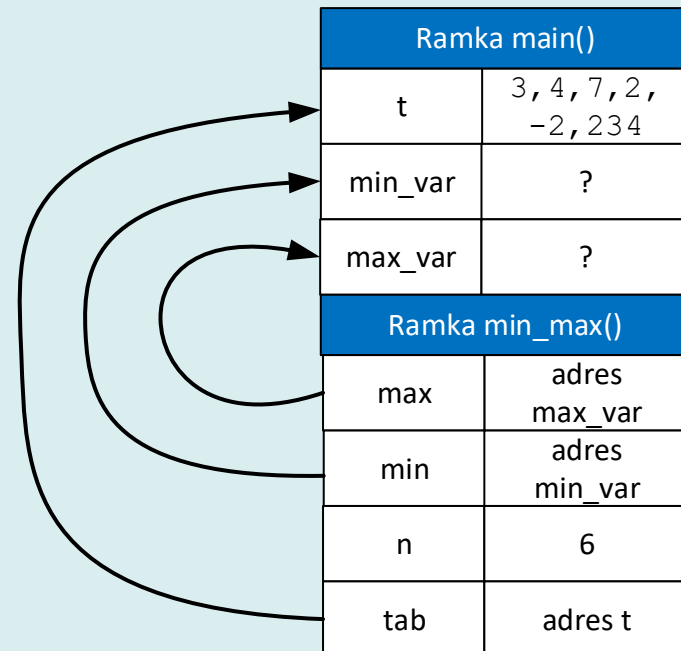 Ramka main()
t
3,4,7,2,
-2,234
min_var
?
max_var
?
Ramka min_max()
max
adres
max_var
min
adres
min_var
n
6
tab
adres t